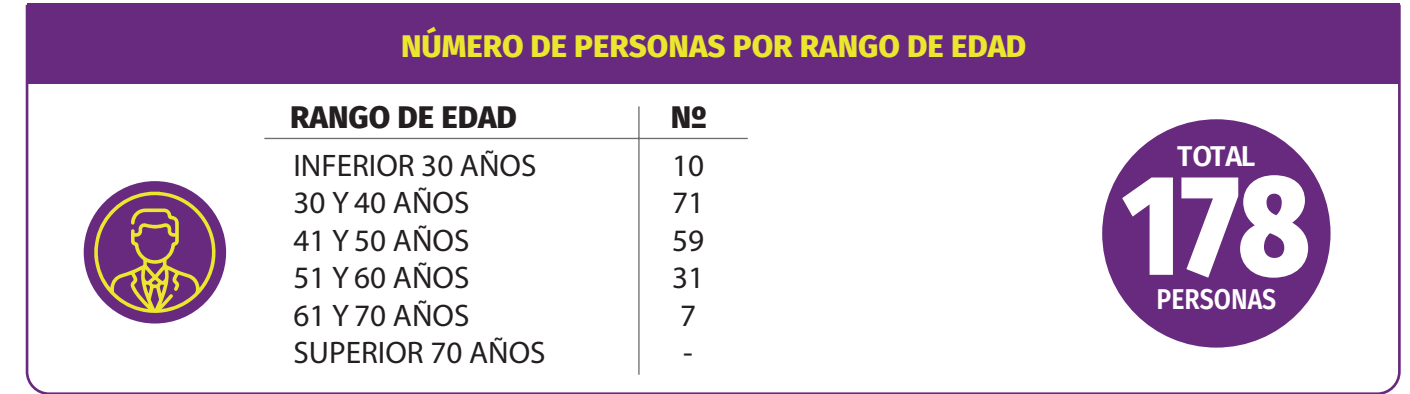 NÚMERO DE PERSONAS POR RANGO DE EDAD
RANGO DE EDAD Nº
INFERIOR 30 AÑOS 10
30 Y 40 AÑOS 71
41 Y 50 AÑOS 59
51 Y 60 AÑOS 31
61 Y 70 AÑOS 7
SUPERIOR 70 AÑOS -
TOTAL
178
PERSONAS